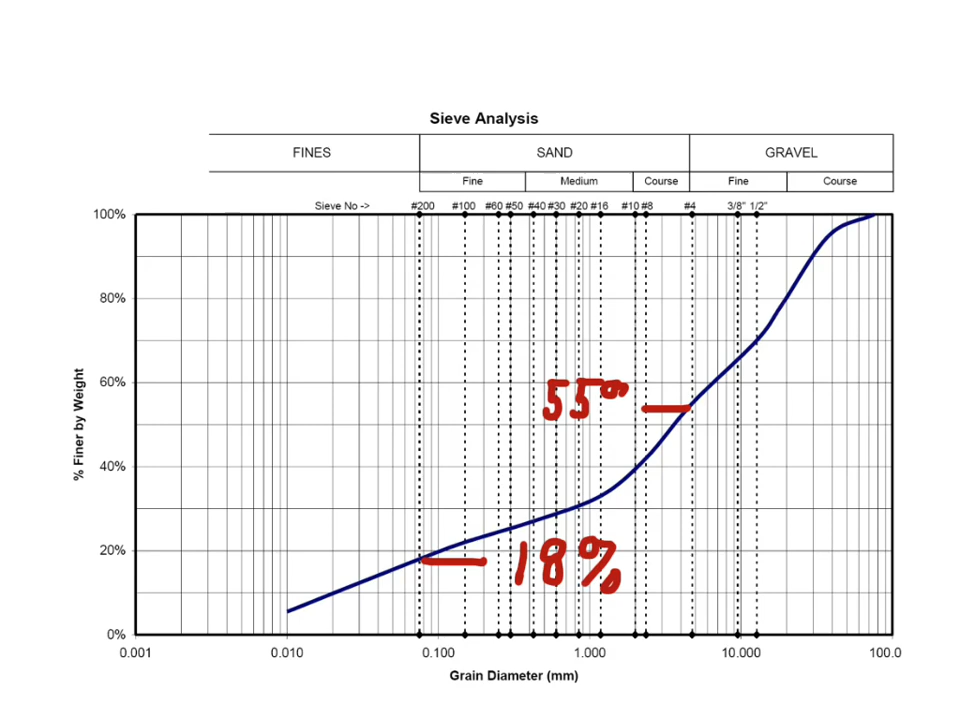 Sieve Analysis
FINES SAND GRAVEL
Fine Medium Course Fine Course
Sieve No -> #200 #100 #60 #50 #40 #30 #20 #16 #10 #8 #4 3/8" 1/2"
100%
80%
60%
55%
40%
20%
18%
0%
% Finer by Weight
0.001 0.010 0.100 1.000 10.000 100.0
Grain Diameter (mm)